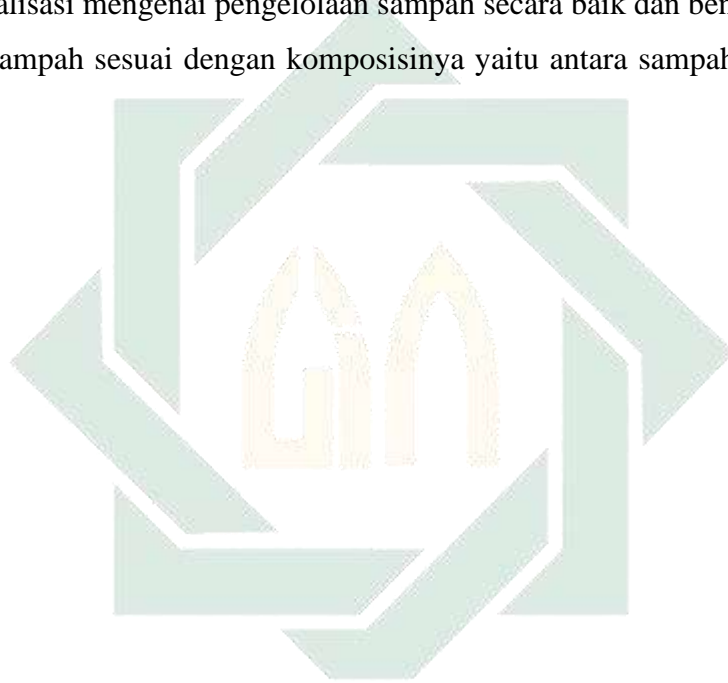 alisasi mengenai pengelolaan sampah secara baik dan
ampah sesuai dengan komposisinya yaitu antara sampah